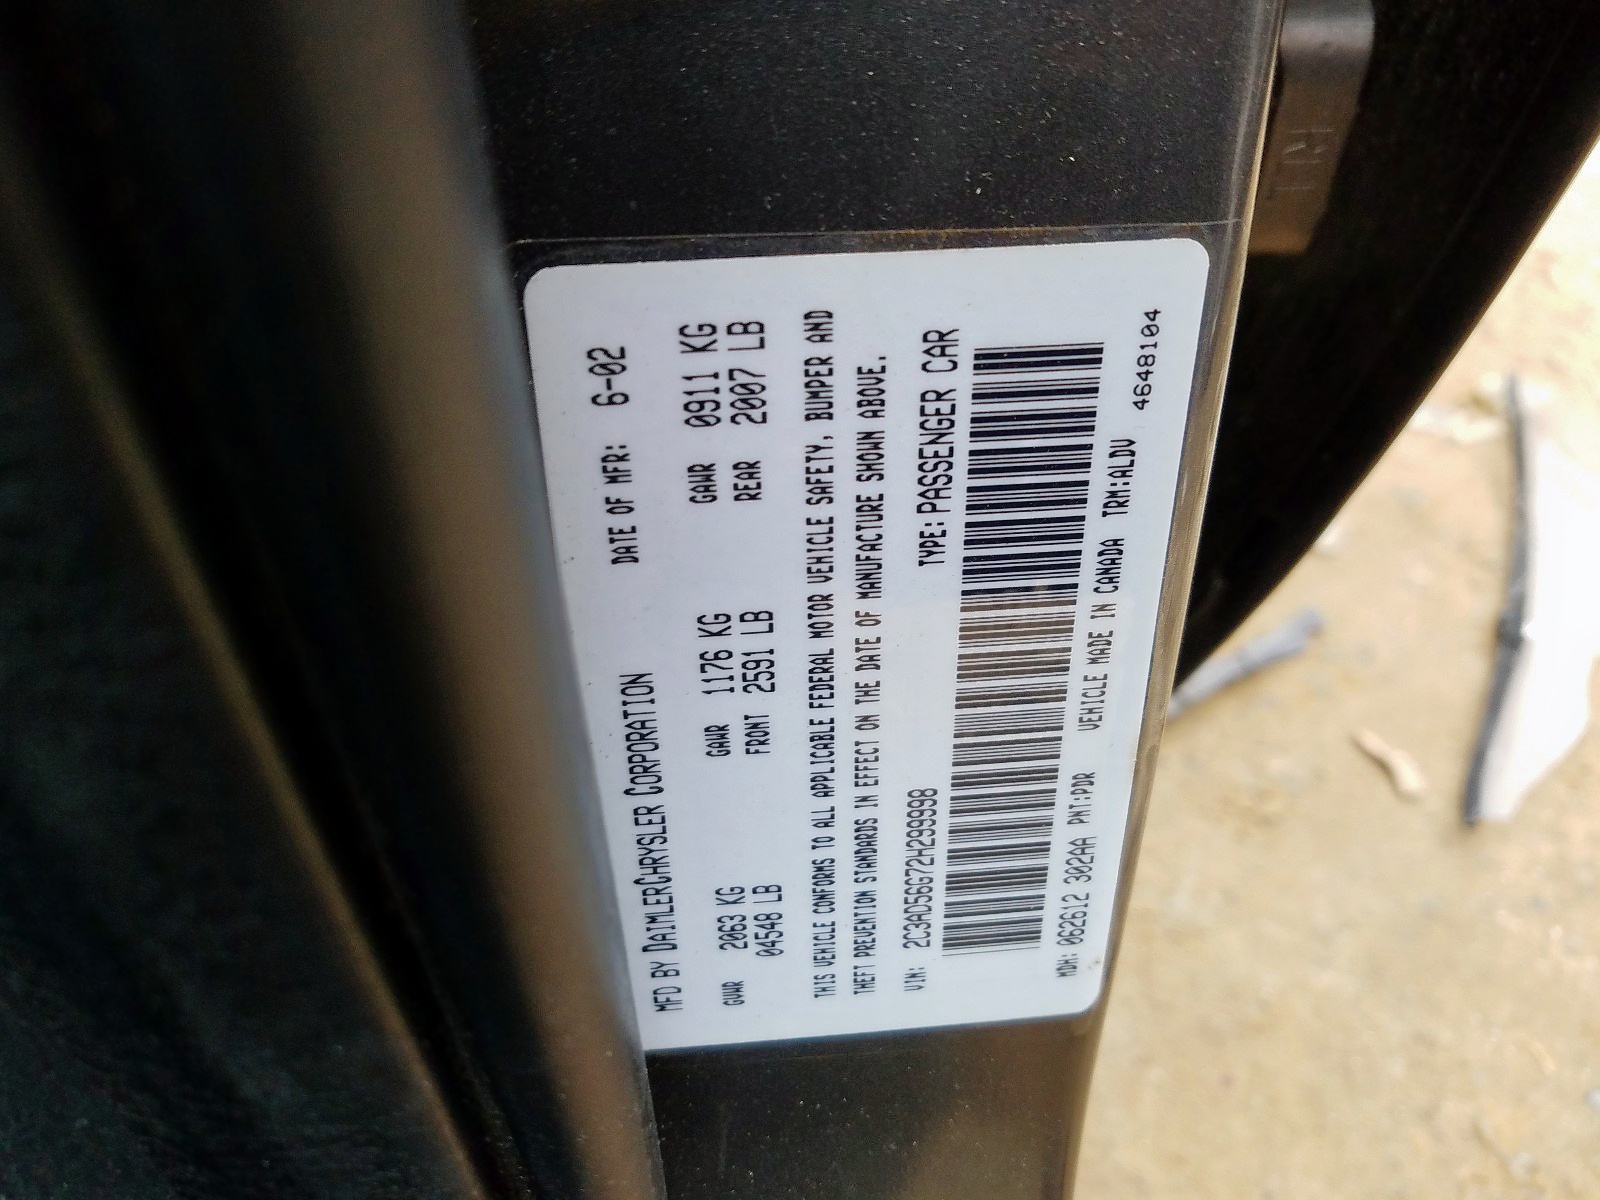 MFD BY DAIMLERCHRYSLER CORPORATION DATE OF MFR: 6-02
GVWR 2063 KG GAWR 1176 KG GAWR 0911 KG
04548 LB FRONT 2591 LB REAR 2007 LB
THIS VEHICLE CONFORMS TO ALL APPLICABLE FEDERAL MOTOR VEHICLE SAFETY, BUMPER AND
THEFT PREVENTION STANDARDS IN EFFECT ON THE DATE OF MANUFACTURE SHOWN ABOVE.
VIN: 2C3AD56G72H299998 TYPE: PASSENGER CAR
MDH: 062612 302AA PNT:PDR VEHICLE MADE IN CANADA TRM:ALDV
4648104